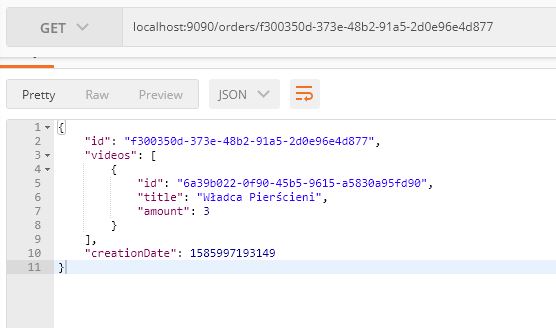 GET localhost:9090/orders/f300350d-373e-48b2-91a5-2d0e96e4d877
Pretty Raw Preview JSON
1 {
2 "id": "f300350d-373e-48b2-91a5-2d0e96e4d877",
3 "videos": [
4 {
5 "id": "6a39b022-0f90-45b5-9615-a5830a95fd90",
6 "title": "Władca Pierścieni",
7 "amount": 3
8 }
9 ],
10 "creationDate": 1585997193149
11 }